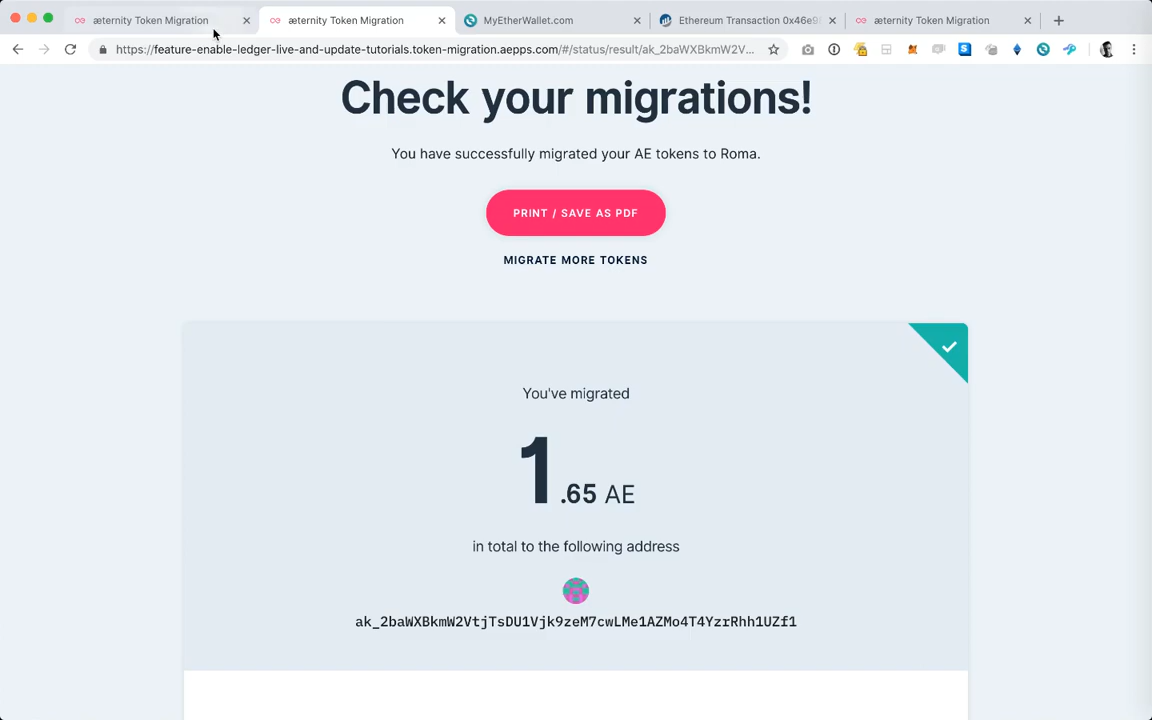 æternity Token Migration
æternity Token Migration
MyEtherWallet.com
Ethereum Transaction 0x46e9
æternity Token Migration
https://feature-enable-ledger-live-and-update-tutorials.token-migration.aepps.com/#/status/result/ak_2baWXBkmW2V...
Check your migrations!
You have successfully migrated your AE tokens to Roma.
PRINT / SAVE AS PDF
MIGRATE MORE TOKENS
You've migrated
1.65 AE
in total to the following address
ak_2baWXBkmW2VtjTsDU1Vjk9zeM7cwLMe1AZMo4T4YzrRhh1UZf1